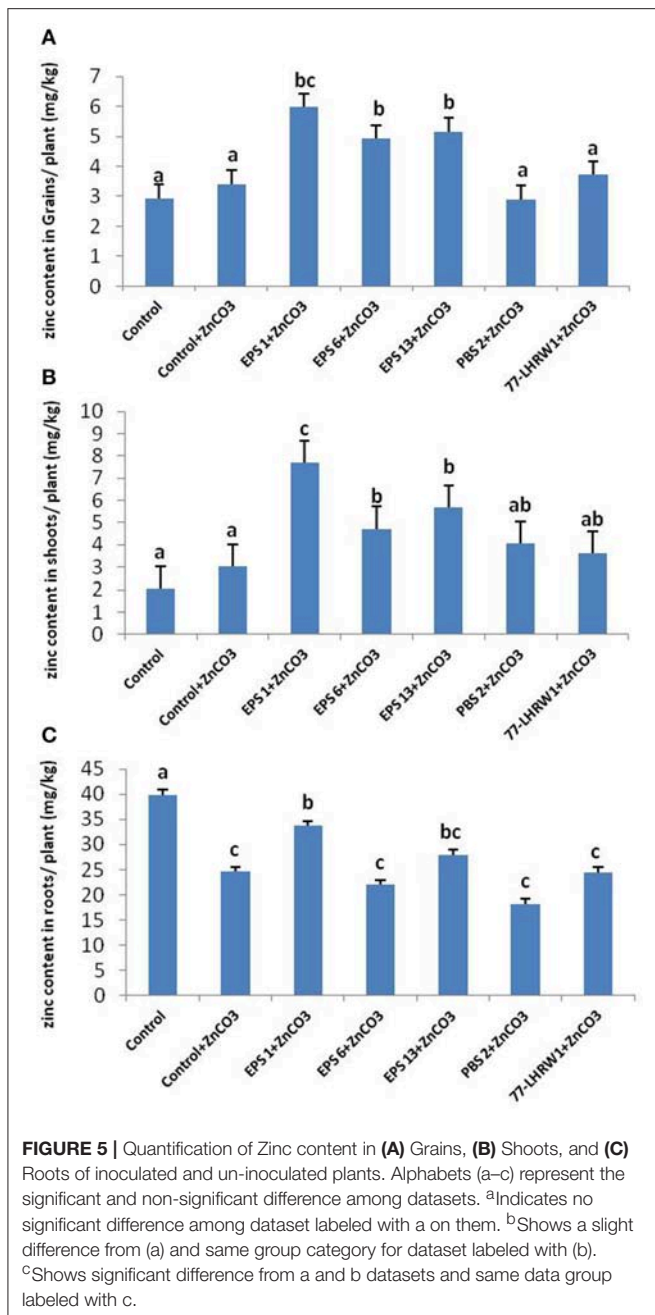 A
zinc content in Grains/ plant (mg/kg)
7
6
5
4
3
2
1
0
a
a
bc
b
b
a
a
Control
Control+ZnCO3
EPS 1+ZnCO3
EPS 6+ZnCO3
EPS 13+ZnCO3
PBS 2+ZnCO3
77-LHRW1+ZnCO3
B
zinc content in shoots/ plant (mg/kg)
10
9
8
7
6
5
4
3
2
1
0
a
a
c
b
b
ab
ab
Control
Control+ZnCO3
EPS 1+ZnCO3
EPS 6+ZnCO3
EPS 13+ZnCO3
PBS 2+ZnCO3
77-LHRW1+ZnCO3
C
zinc content in roots/ plant (mg/kg)
45
40
35
30
25
20
15
10
5
0
a
c
b
c
bc
c
c
Control
Control+ZnCO3
EPS 1+ZnCO3
EPS 6+ZnCO3
EPS 13+ZnCO3
PBS 2+ZnCO3
77-LHRW1+ZnCO3
FIGURE 5 | Quantification of Zinc content in (A) Grains, (B) Shoots, and (C)
Roots of inoculated and un-inoculated plants. Alphabets (a–c) represent the
significant and non-significant difference among datasets. aIndicates no
significant difference among dataset labeled with a on them. bShows a slight
difference from (a) and same group category for dataset labeled with (b).
cShows significant difference from a and b datasets and same data group
labeled with c.